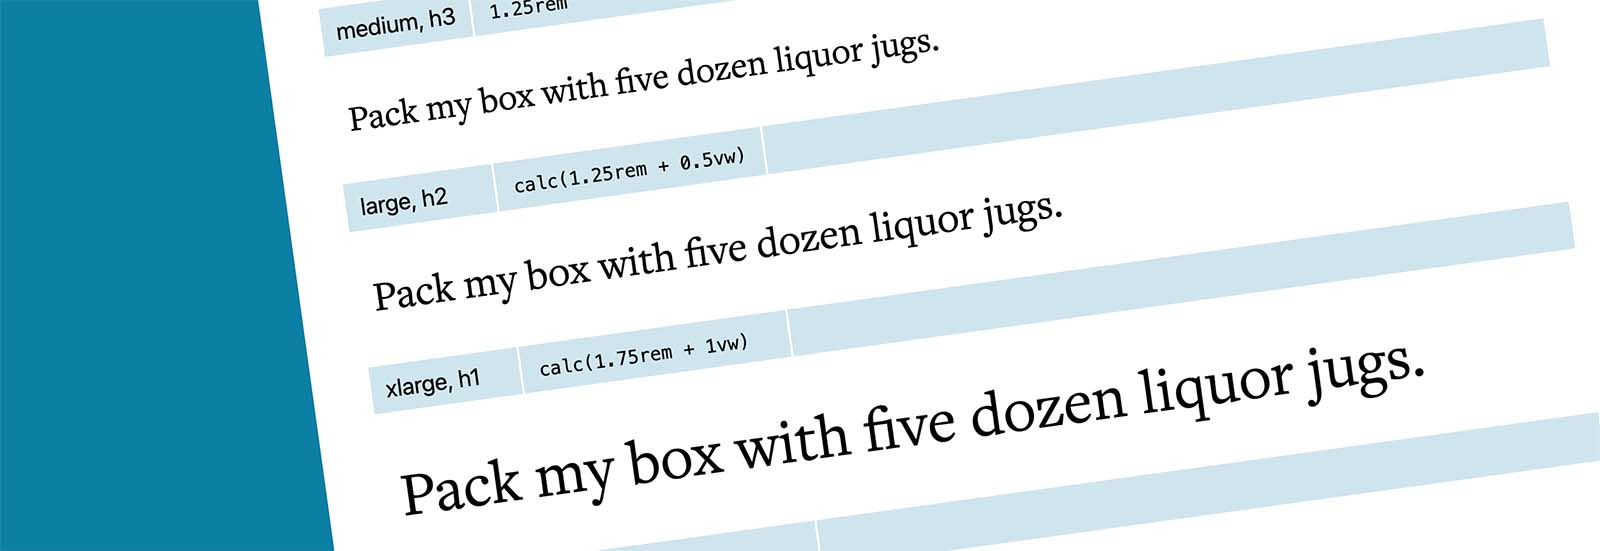 medium, h3 1.25rem
Pack my box with five dozen liquor jugs.
large, h2 calc(1.25rem + 0.5vw)
Pack my box with five dozen liquor jugs.
xlarge, h1 calc(1.75rem + 1vw)
Pack my box with five dozen liquor jugs.